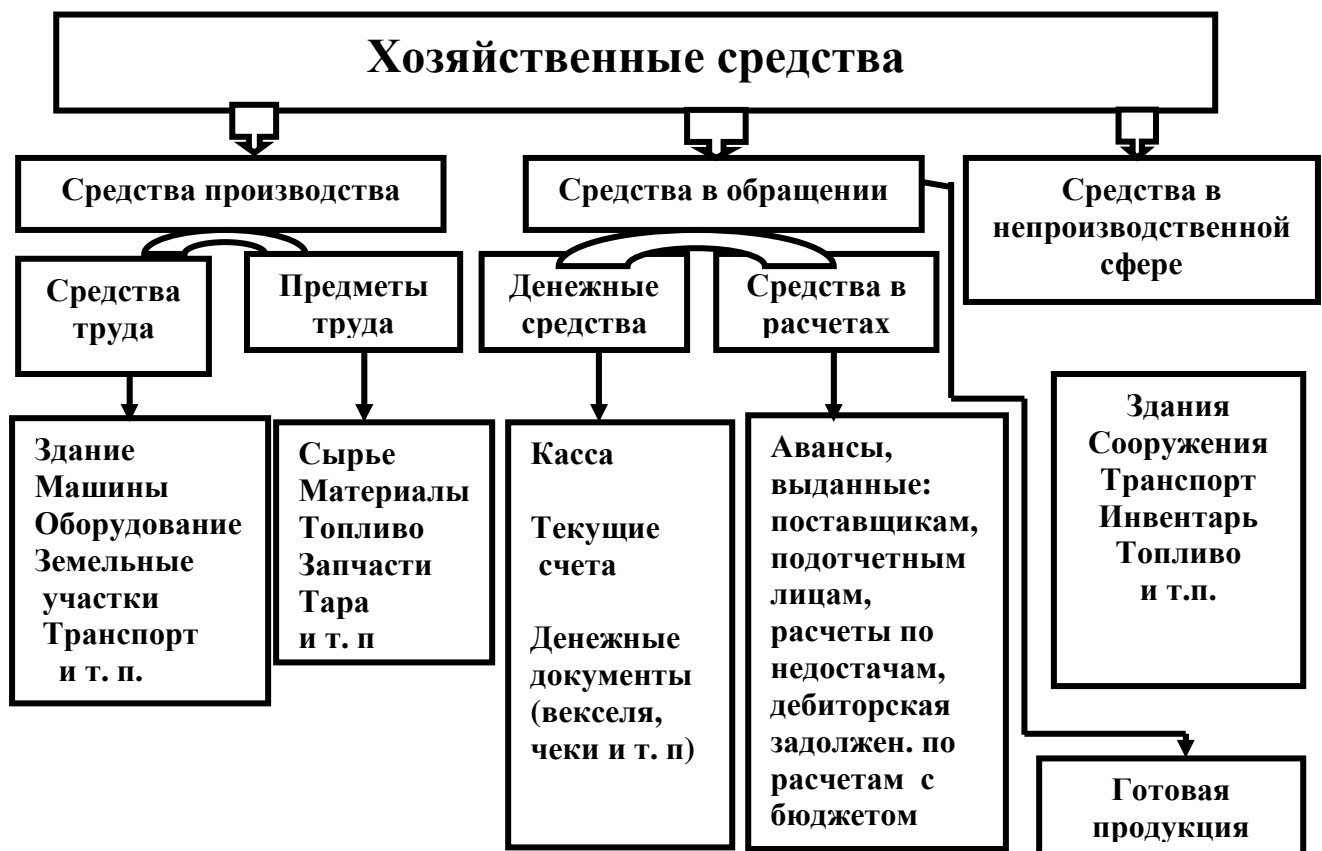 Хозяйственные средства
Средства производства
Средства в обращении
Средства в
непроизводственной
сфере
Средства
труда
Предметы
труда
Денежные
средства
Средства в
расчетах
Здание
Машины
Оборудование
Земельные
участки
Транспорт
и т. п.
Сырье
Материалы
Топливо
Запчасти
Тара
и т. п
Касса
Текущие
счета
Денежные
документы
(векселя,
чеки и т. п)
Авансы,
выданные:
поставщикам,
подотчетным
лицам,
расчеты по
недостачам,
дебиторская
задолжен. по
расчетам с
бюджетом
Здания
Сооружения
Транспорт
Инвентарь
Топливо
и т.п.
Готовая
продукция